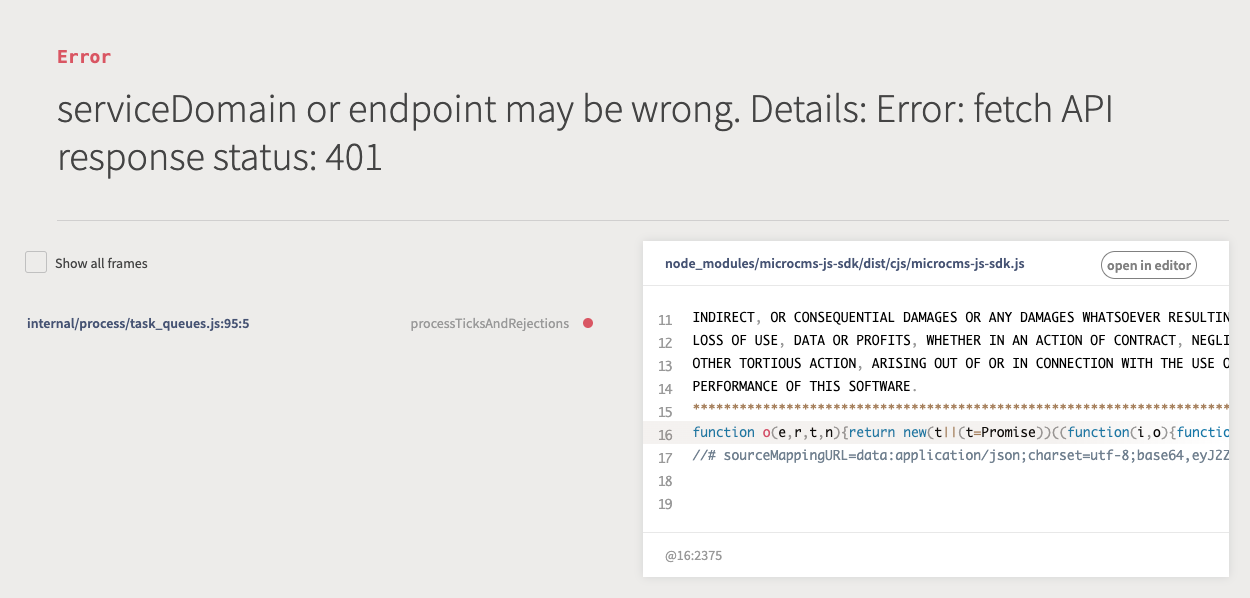 Error
serviceDomain or endpoint may be wrong. Details: Error: fetch API
response status: 401
Show all frames
internal/process/task_queues.js:95:5 processTicksAndRejections
node_modules/microcms-js-sdk/dist/cjs/microcms-js-sdk.js open in editor
11 INDIRECT, OR CONSEQUENTIAL DAMAGES OR ANY DAMAGES WHATSOEVER RESULTIN
12 LOSS OF USE, DATA OR PROFITS, WHETHER IN AN ACTION OF CONTRACT, NEGLI
13 OTHER TORTIOUS ACTION, ARISING OUT OF OR IN CONNECTION WITH THE USE O
14 PERFORMANCE OF THIS SOFTWARE.
15 *********************************************************************
16 function o(e,r,t,n){return new(t||(t=Promise))((function(i,o){functio
17 //# sourceMappingURL=data:application/json;charset=utf-8;base64,eyJ2Z
18
19
@16:2375